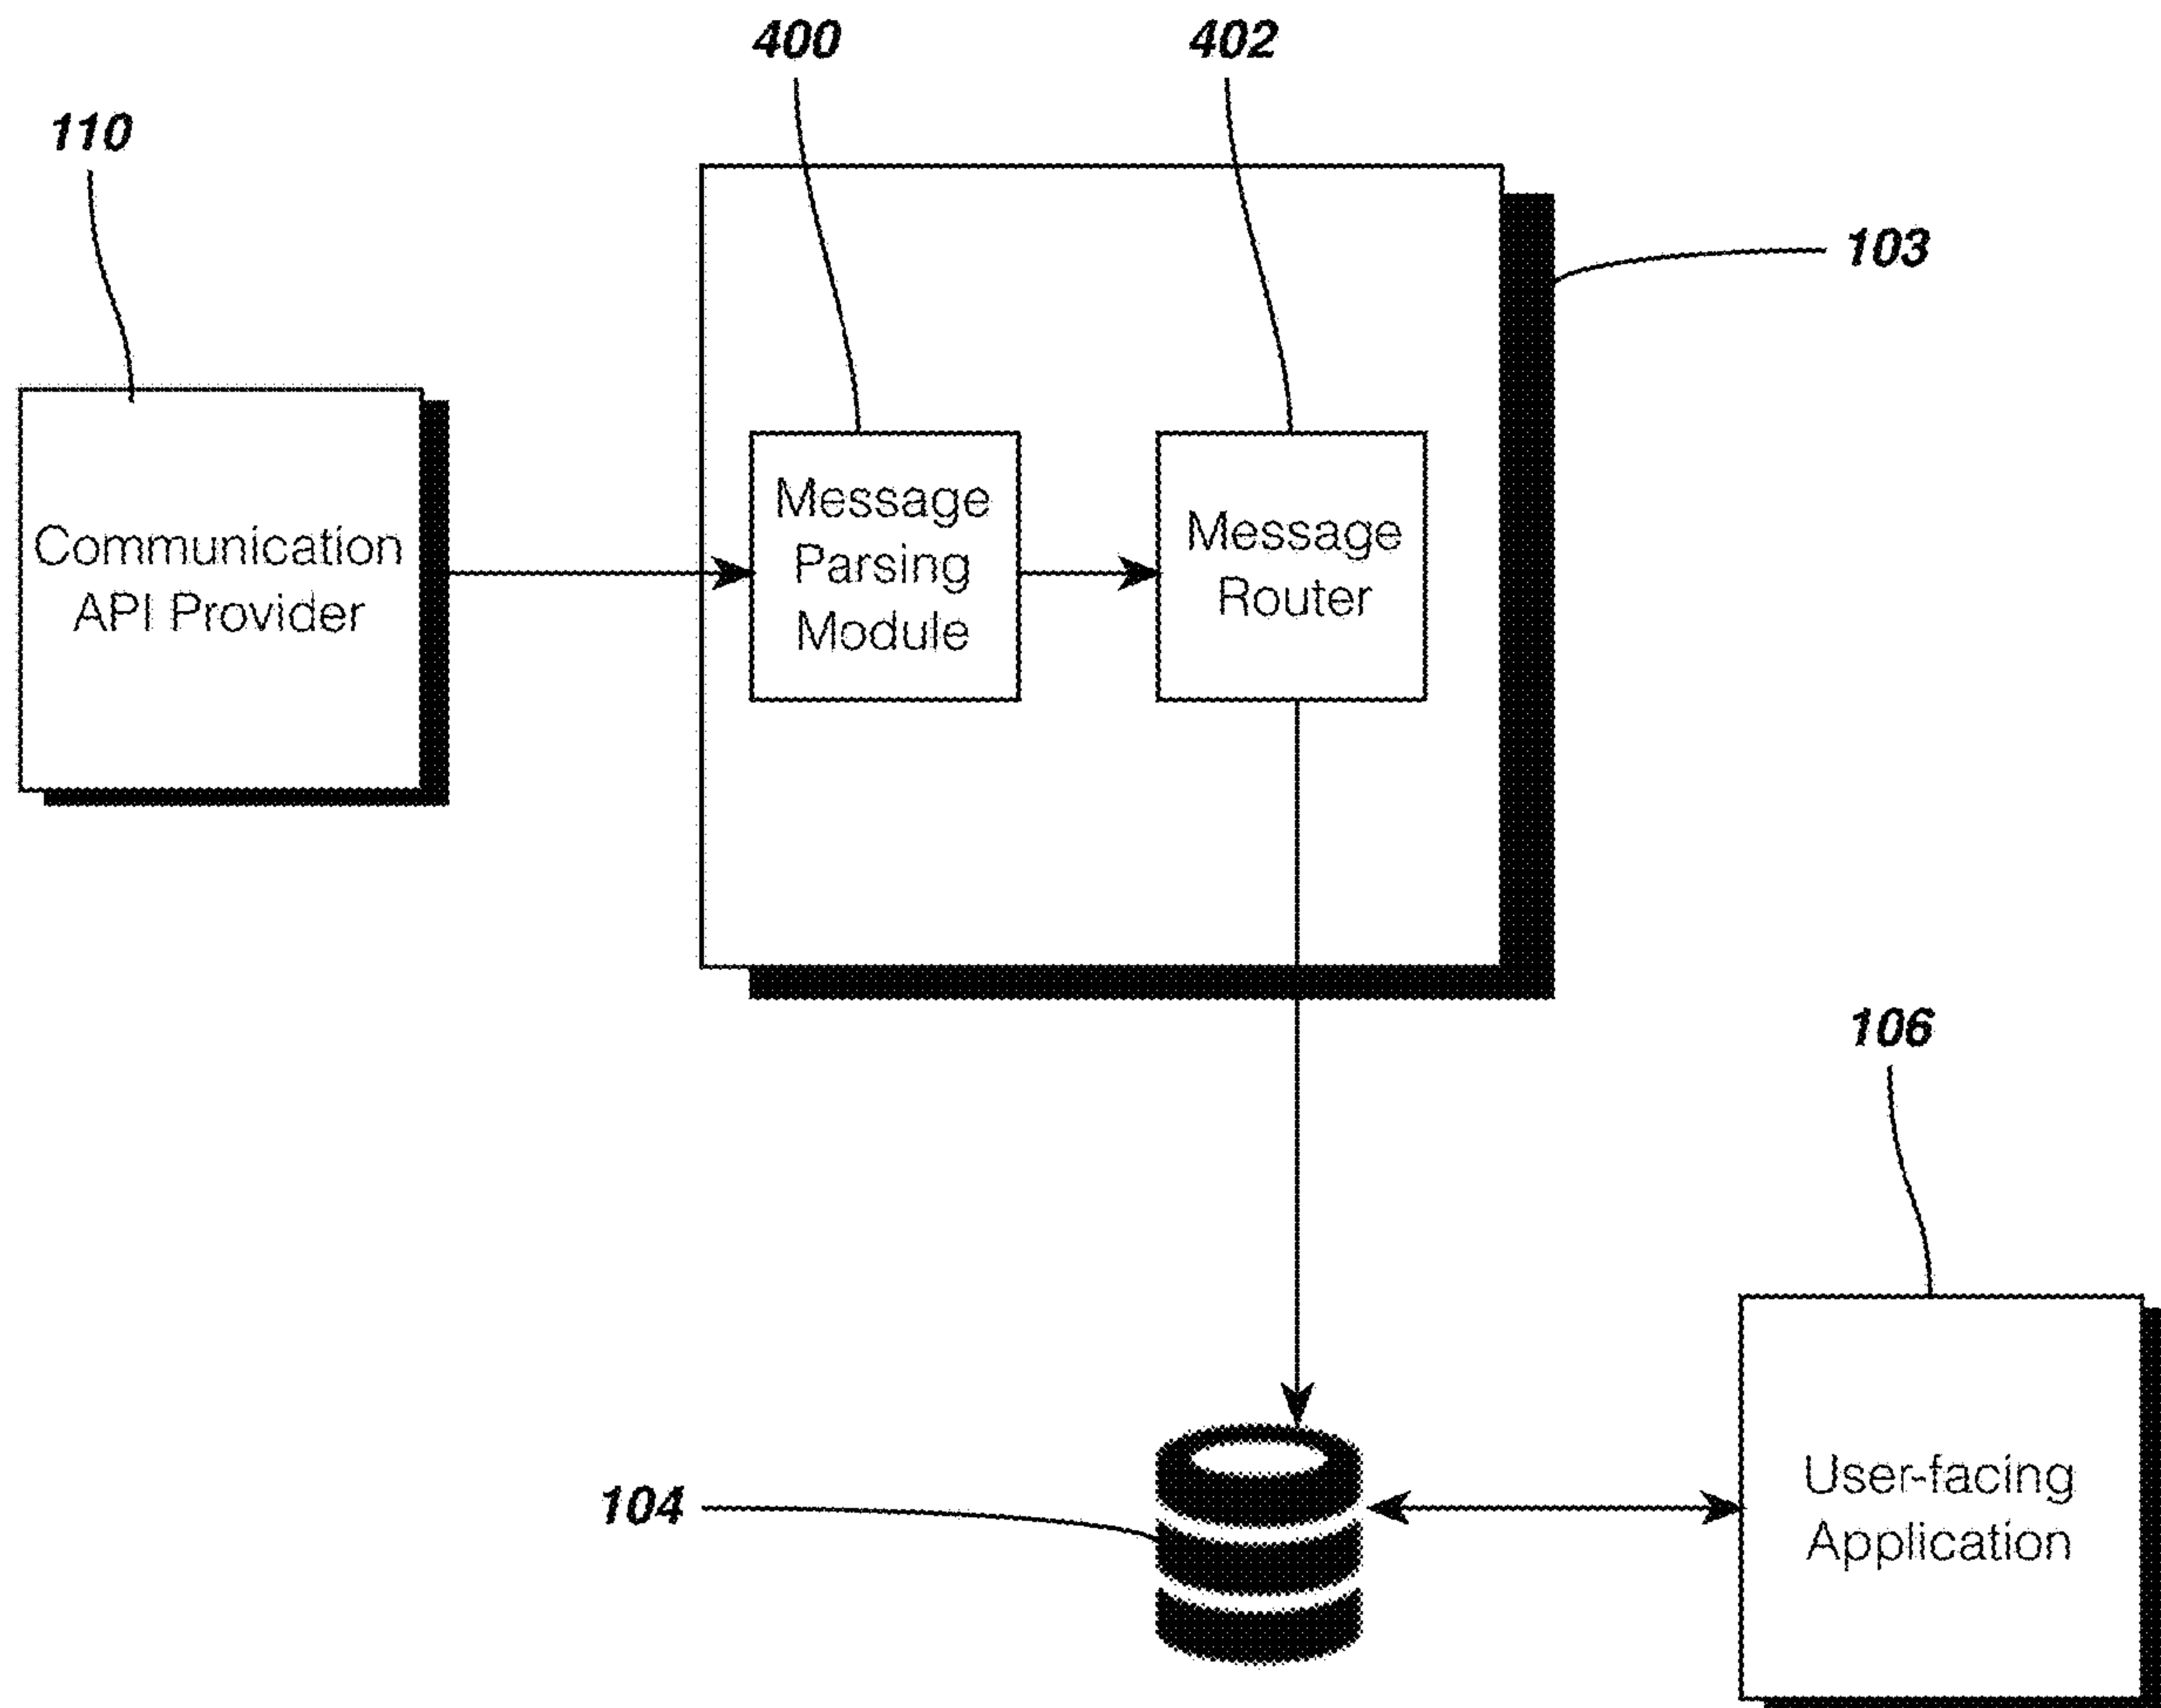 400
402
110
103
Communication
API Provider
Message
Parsing
Module
Message
Router
106
104
User-facing
Application